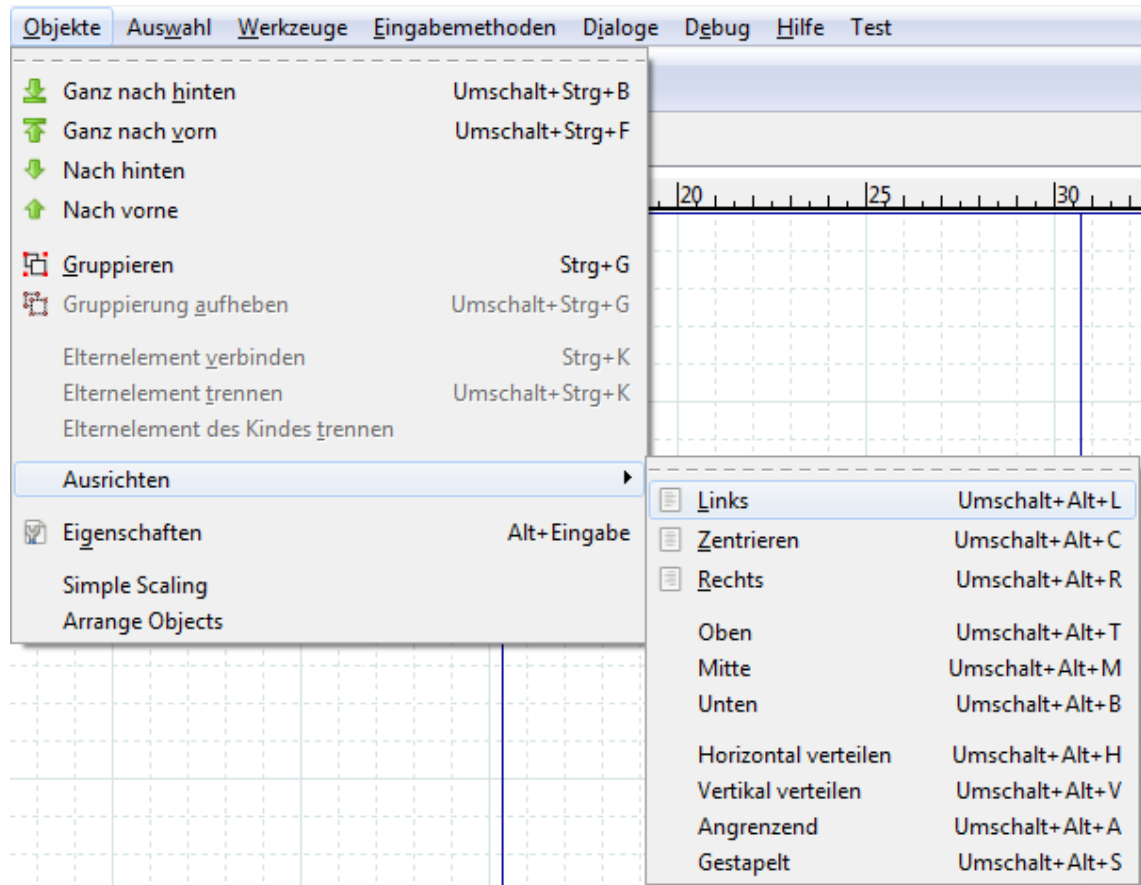 Objekte Auswahl Werkzeuge Eingabemethoden Dialoge Debug Hilfe Test
Ganz nach hinten Umschalt+Strg+B
Ganz nach vorn Umschalt+Strg+F
Nach hinten
Nach vorne
20 25 30
Gruppieren Strg+G
Gruppierung aufheben Umschalt+Strg+G
Elternelement verbinden Strg+K
Elternelement trennen Umschalt+Strg+K
Elternelement des Kindes trennen
Ausrichten
Eigenschaften Alt+Eingabe
Simple Scaling
Arrange Objects
Links Umschalt+Alt+L
Zentrieren Umschalt+Alt+C
Rechts Umschalt+Alt+R
Oben Umschalt+Alt+T
Mitte Umschalt+Alt+M
Unten Umschalt+Alt+B
Horizontal verteilen Umschalt+Alt+H
Vertikal verteilen Umschalt+Alt+V
Angrenzend Umschalt+Alt+A
Gestapelt Umschalt+Alt+S